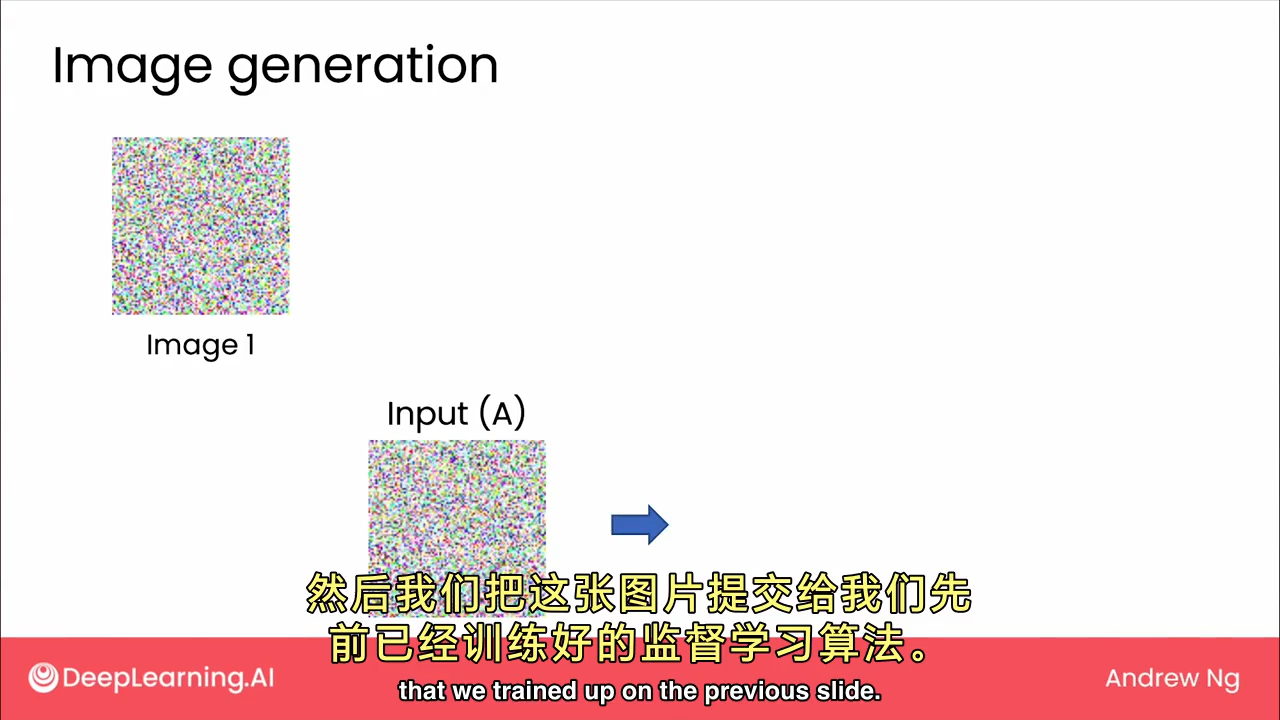 Image generation
Image 1
Input (A)
然后我们把这张图片提交给我们先
前已经训练好的监督学习算法。
that we trained up on the previous slide.
DeepLearning.AI
Andrew Ng